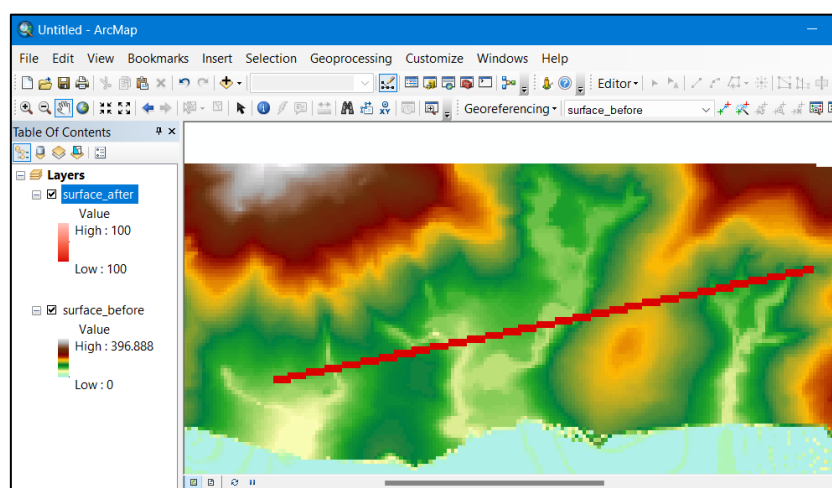 Untitled - ArcMap
File Edit View Bookmarks Insert Selection Geoprocessing Customize Windows Help
Editor
Georeferencing surface_before
Table Of Contents
Layers
surface_after
Value
High : 100
Low : 100
surface_before
Value
High : 396.888
Low : 0